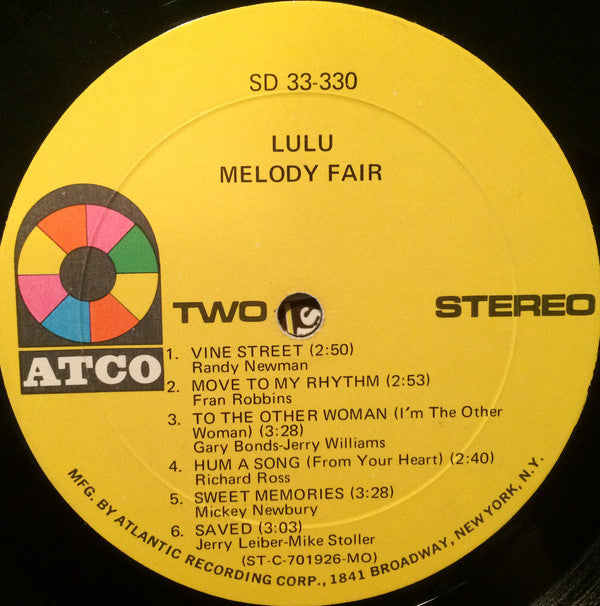 SD 33-330
LULU
MELODY FAIR
ATCO
TWO
STEREO
1. VINE STREET (2:50)
Randy Newman
2. MOVE TO MY RHYTHM (2:53)
Fran Robbins
3. TO THE OTHER WOMAN (I'm The Other
Woman) (3:28)
Gary Bonds-Jerry Williams
4. HUM A SONG (From Your Heart) (2:40)
Richard Ross
5. SWEET MEMORIES (3:28)
Mickey Newbury
6. SAVED (3:03)
Jerry Leiber-Mike Stoller
(ST-C-701926-MO)
MFG. BY ATLANTIC RECORDING CORP., 1841 BROADWAY, NEW YORK, N.Y.